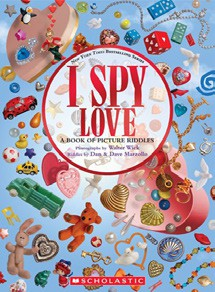 New York Times Bestselling Series
I SPY
LOVE
A BOOK OF PICTURE RIDDLES
Photographs by Walter Wick
Riddles by Dan & Dave Marzollo
SCHOLASTIC